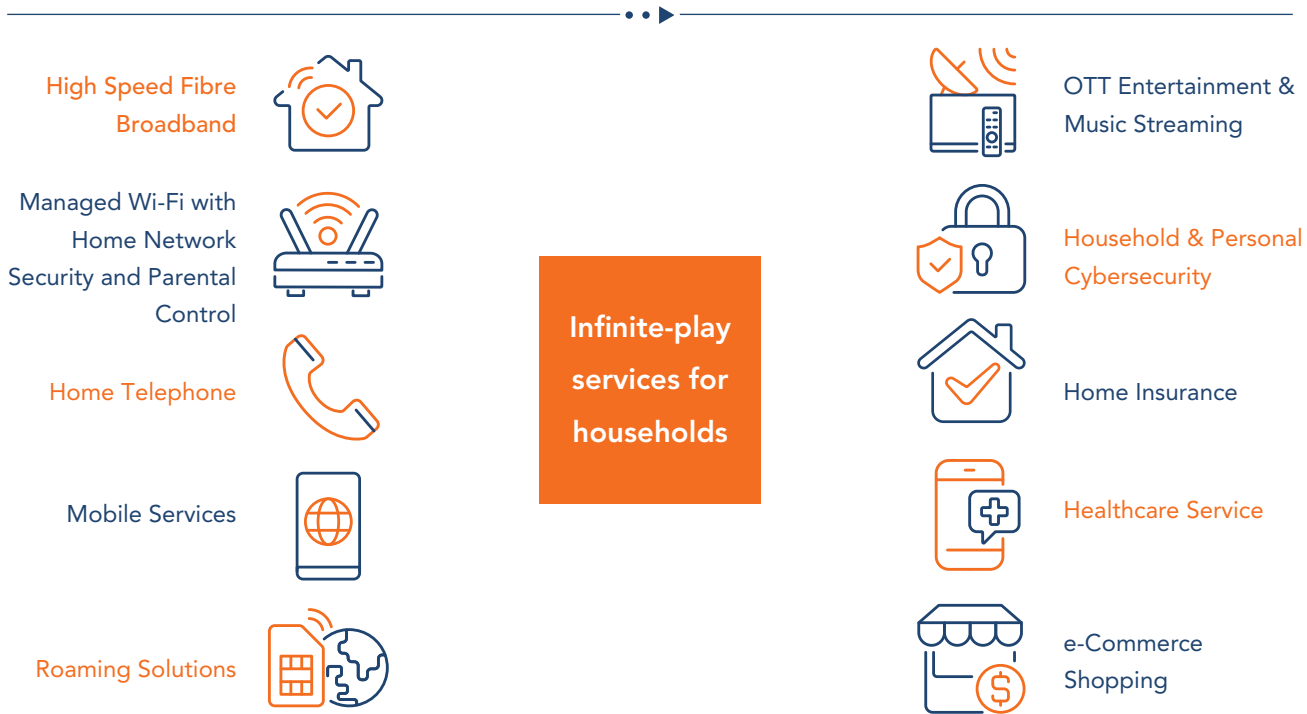 High Speed Fibre
Broadband
Managed Wi-Fi with
Home Network
Security and Parental
Control
Home Telephone
Mobile Services
Roaming Solutions
Infinite-play
services for
households
OTT Entertainment &
Music Streaming
Household & Personal
Cybersecurity
Home Insurance
Healthcare Service
e-Commerce
Shopping